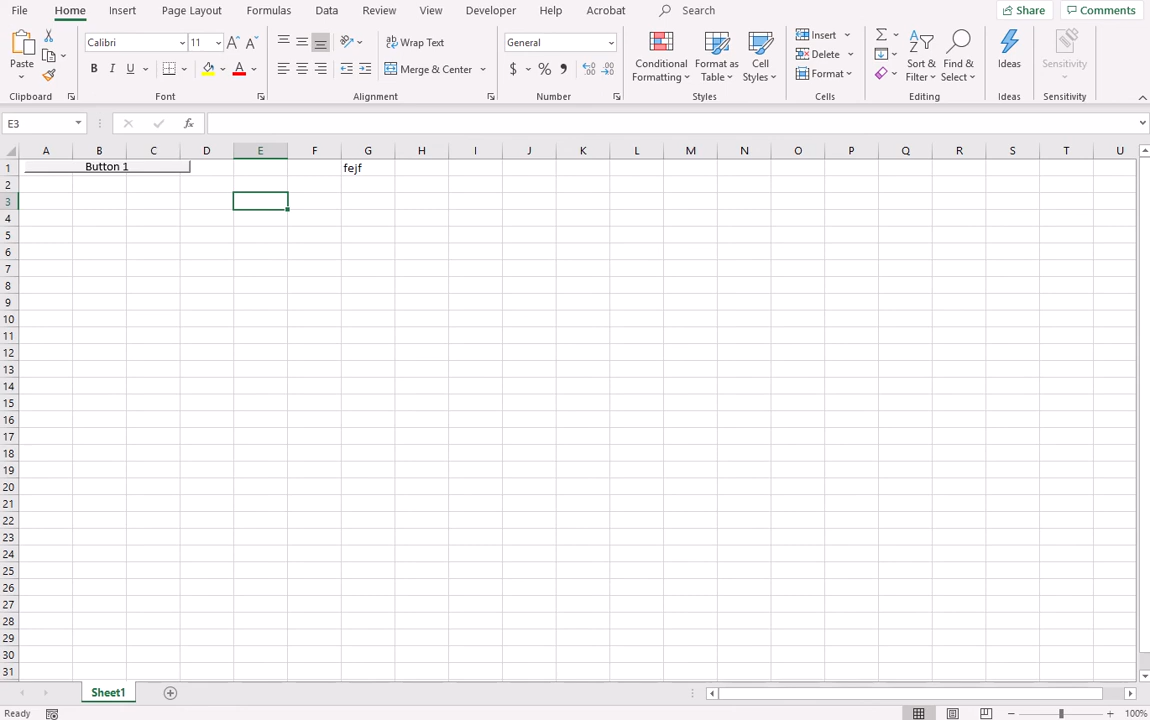 File Home Insert Page Layout Formulas Data Review View Developer Help Acrobat Search Share Comments
Paste
Clipboard
Calibri 11 A A
B I U A
Font
ab Wrap Text
Merge & Center
Alignment
General
$ % 9
Number
Conditional Formatting
Format as Table
Cell Styles
Styles
Insert
Delete
Format
Cells
Sort & Filter
Find & Select
Editing
Ideas
Ideas
Sensitivity
Sensitivity
E3 fx
A B C D E F G H I J K L M N O P Q R S T U
1 Button 1 fejf
2
3
4
5
6
7
8
9
10
11
12
13
14
15
16
17
18
19
20
21
22
23
24
25
26
27
28
29
30
31
Sheet1
Ready 100%